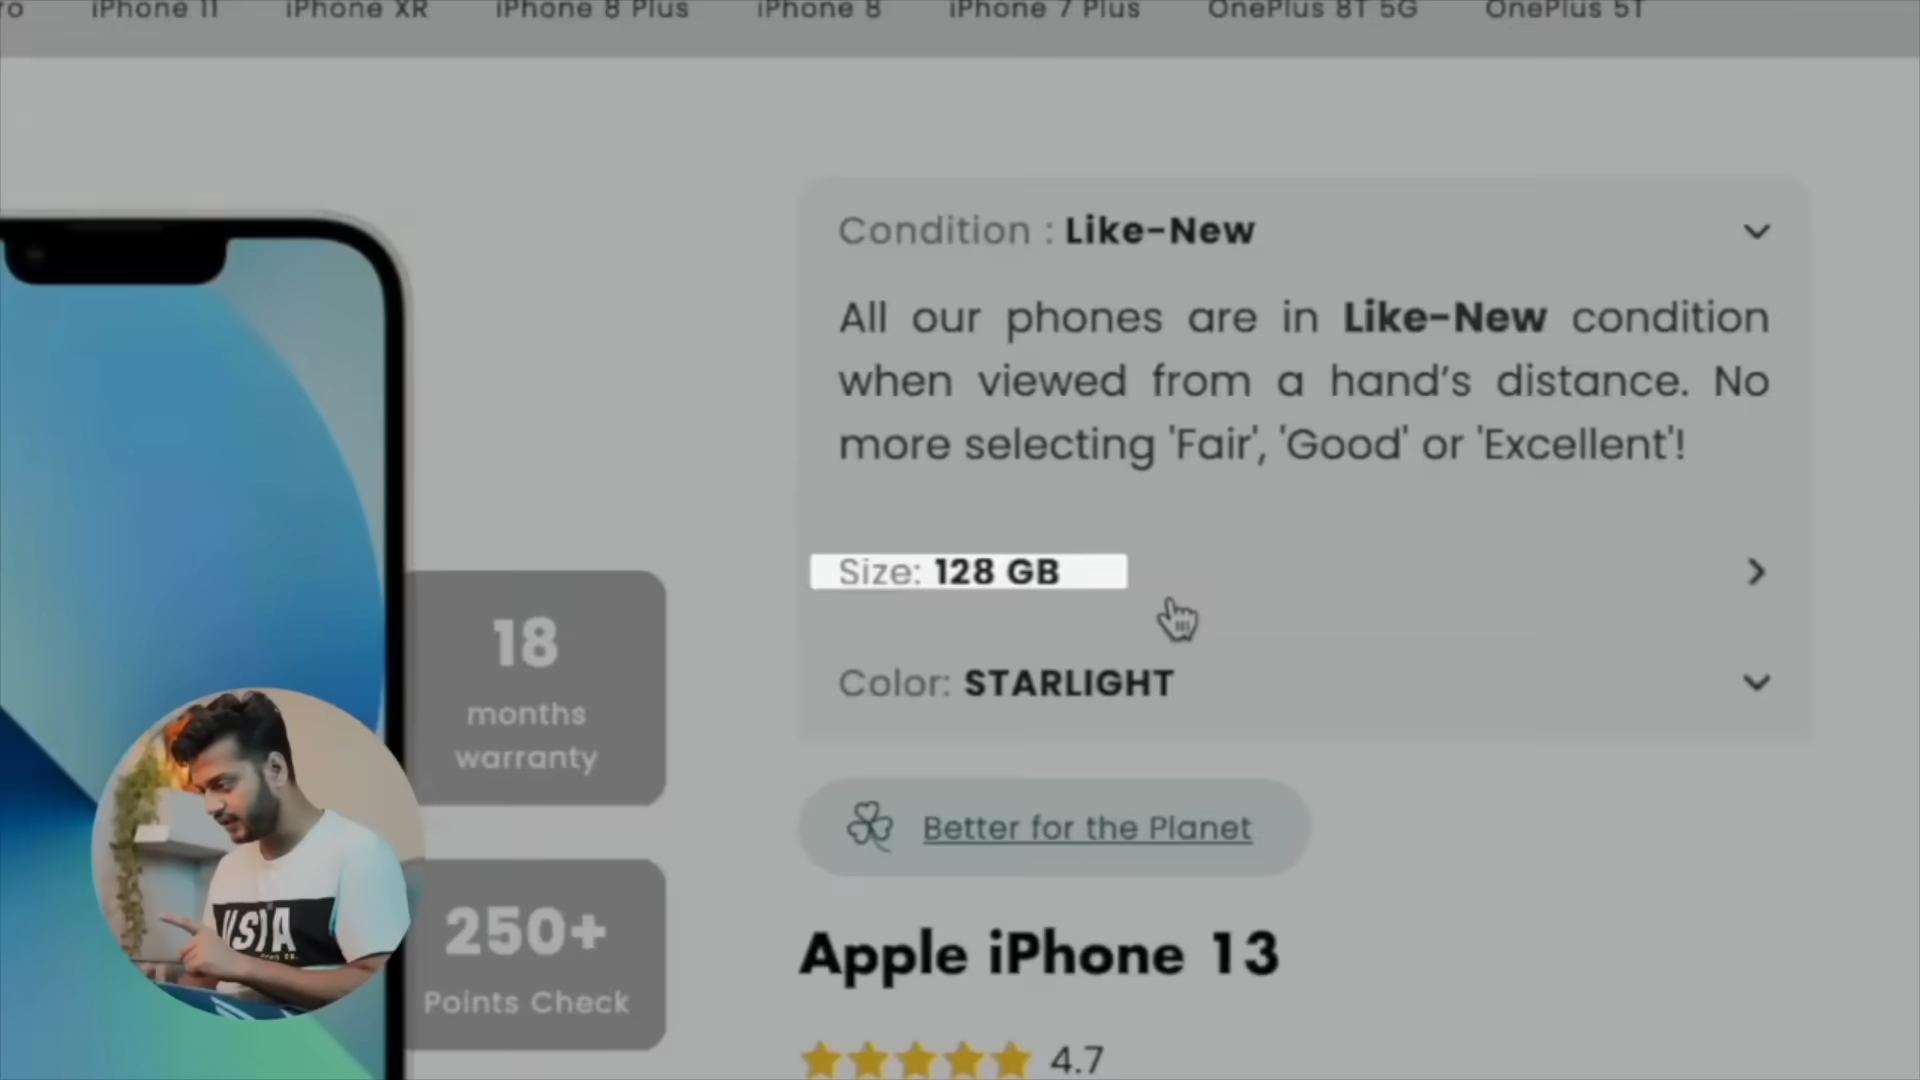 iPhone 11 iPhone XR iPhone 8 Plus iPhone 8 iPhone 7 Plus OnePlus 8T 5G OnePlus 5T
Condition : Like-New
All our phones are in Like-New condition
when viewed from a hand's distance. No
more selecting 'Fair', 'Good' or 'Excellent'!
Size: 128 GB
Color: STARLIGHT
18
months
warranty
Better for the Planet
250+
Points Check
Apple iPhone 13
4.7